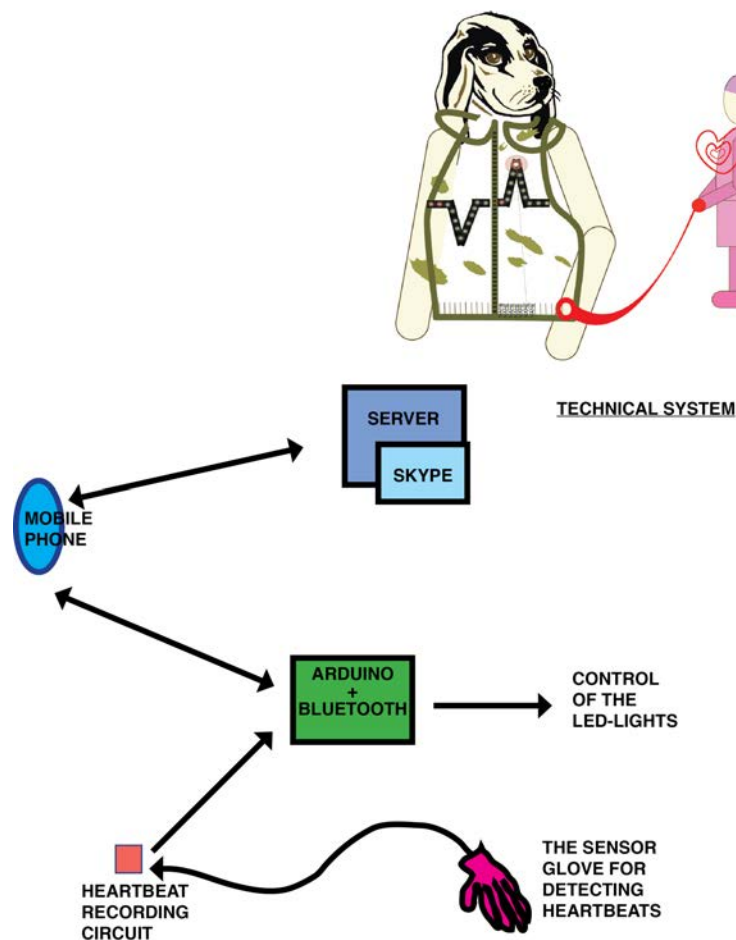 TECHNICAL SYSTEM
SERVER
SKYPE
MOBILE
PHONE
ARDUINO
+
BLUETOOTH
CONTROL
OF THE
LED-LIGHTS
HEARTBEAT
RECORDING
CIRCUIT
THE SENSOR
GLOVE FOR
DETECTING
HEARTBEATS